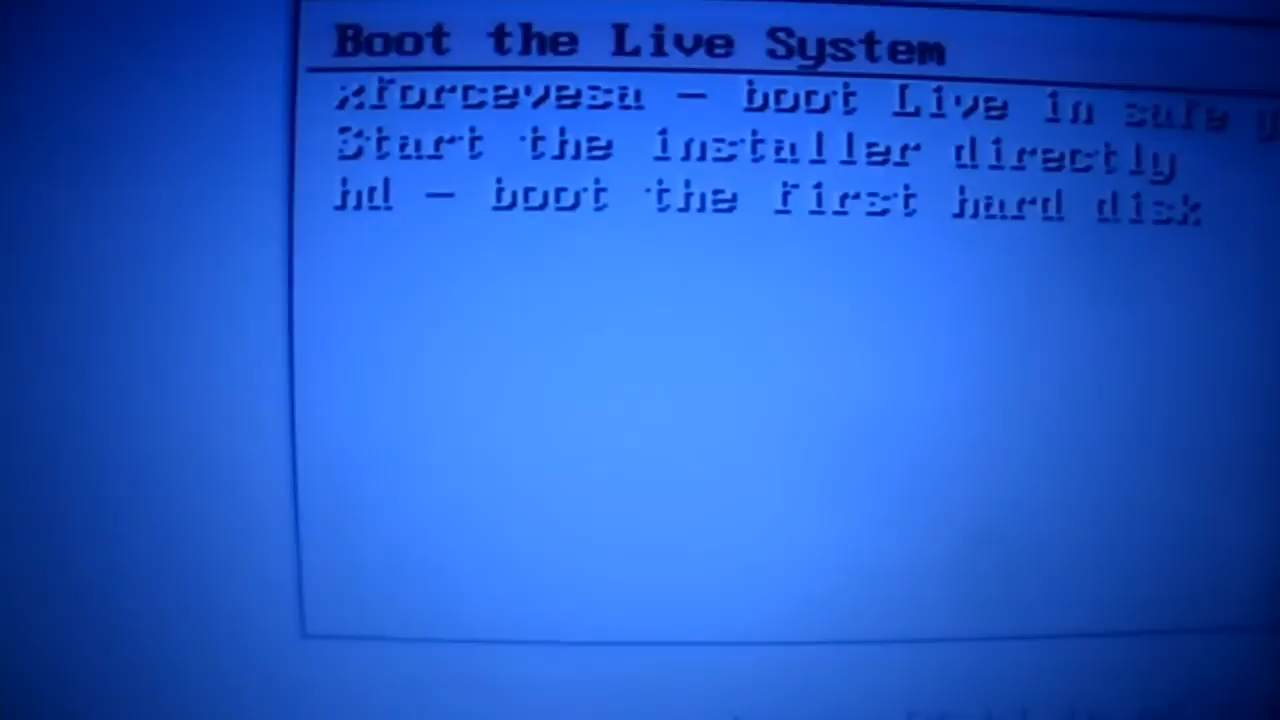 Boot the Live System
xforcevesa - boot Live in safe
Start the installer directly
hd - boot the first hard disk